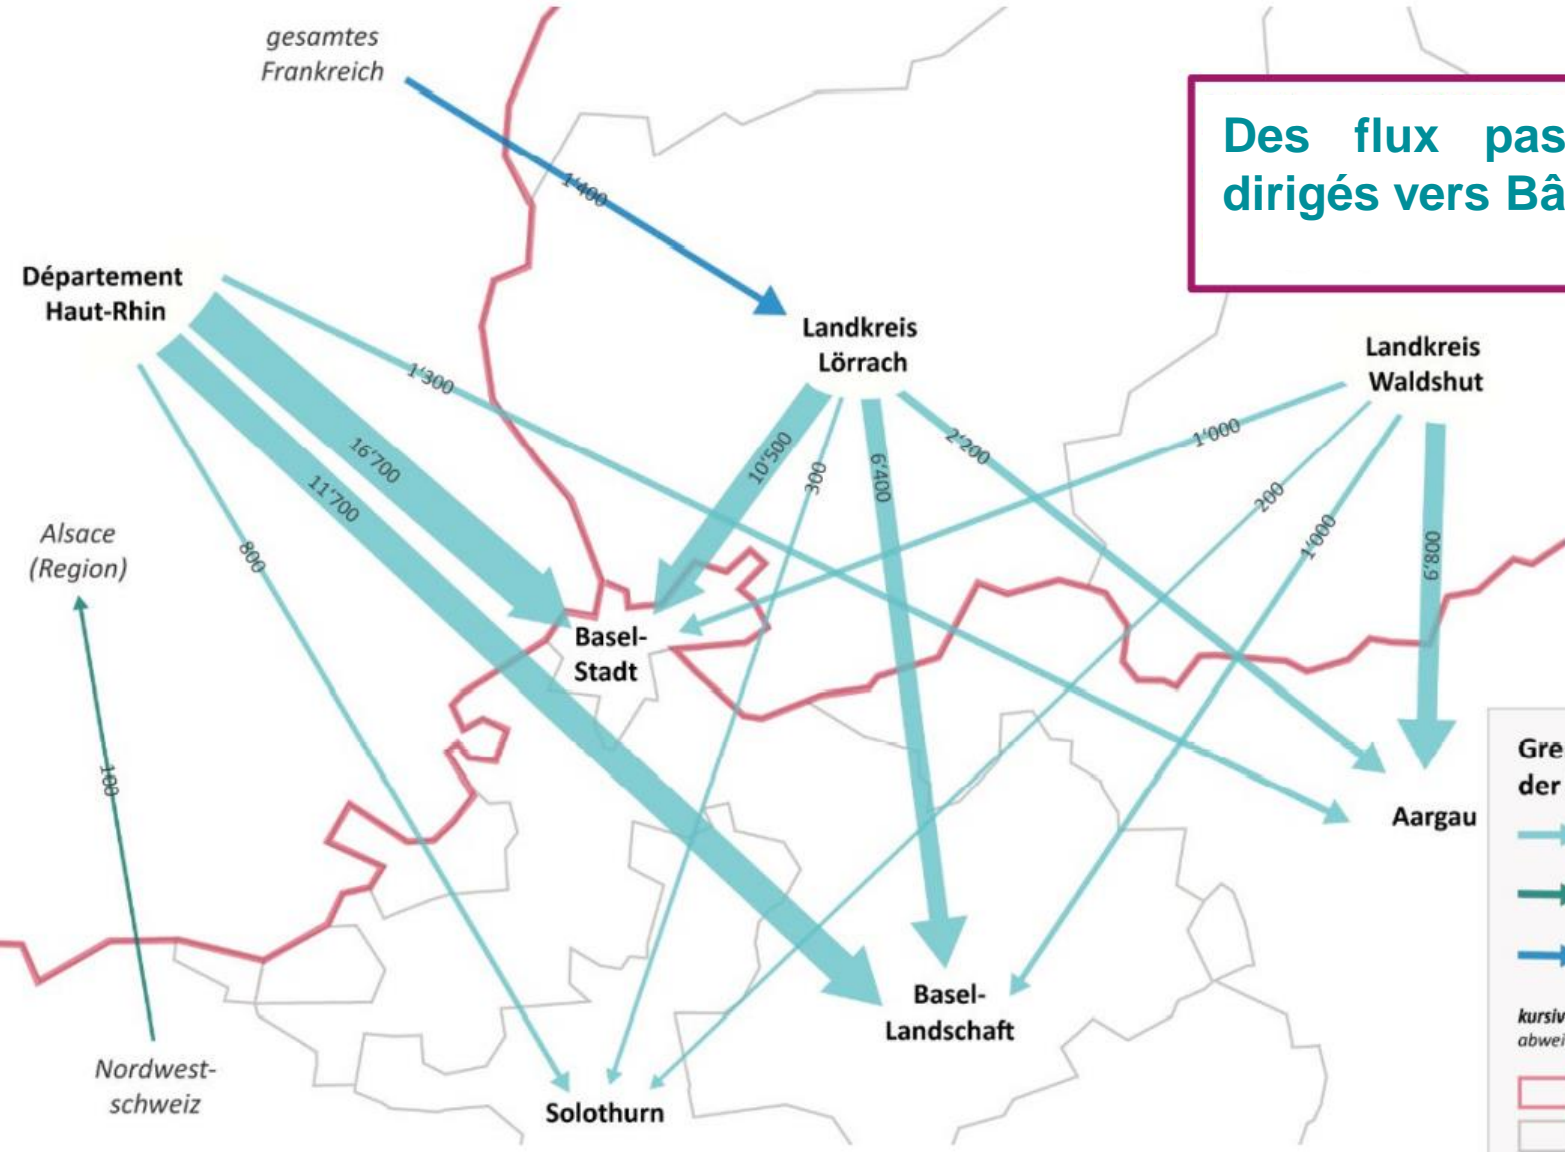 gesamtes
Frankreich
1'400
Des flux pas
dirigés vers Bâ
Département
Haut-Rhin
Landkreis
Lörrach
Landkreis
Waldshut
1'300
16'700
11'700
800
10'500
300
6'400
2'200
1'000
200
1'000
6'800
Alsace
(Region)
100
Basel-
Stadt
Gre
der
Aargau
Basel-
Landschaft
kursiv
abwei
Nordwest-
schweiz
Solothurn